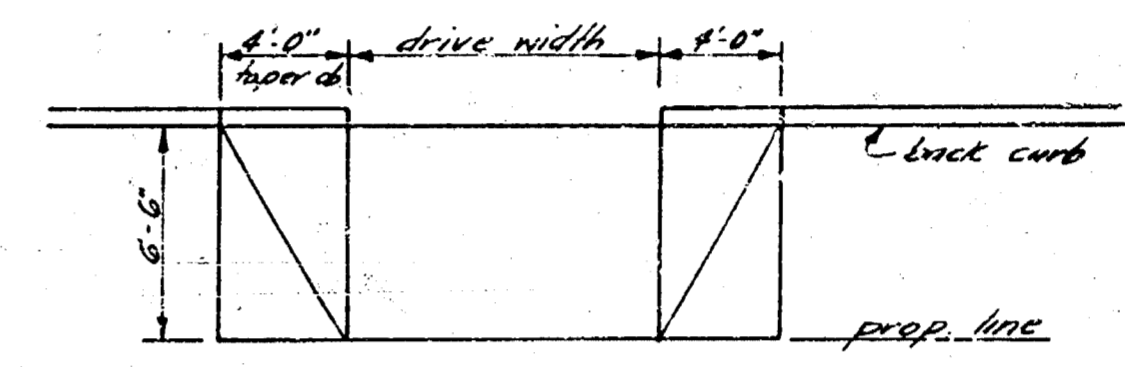 4'-0" drive width 4'-0"
taper cb
back curb
6'-6"
prop. line